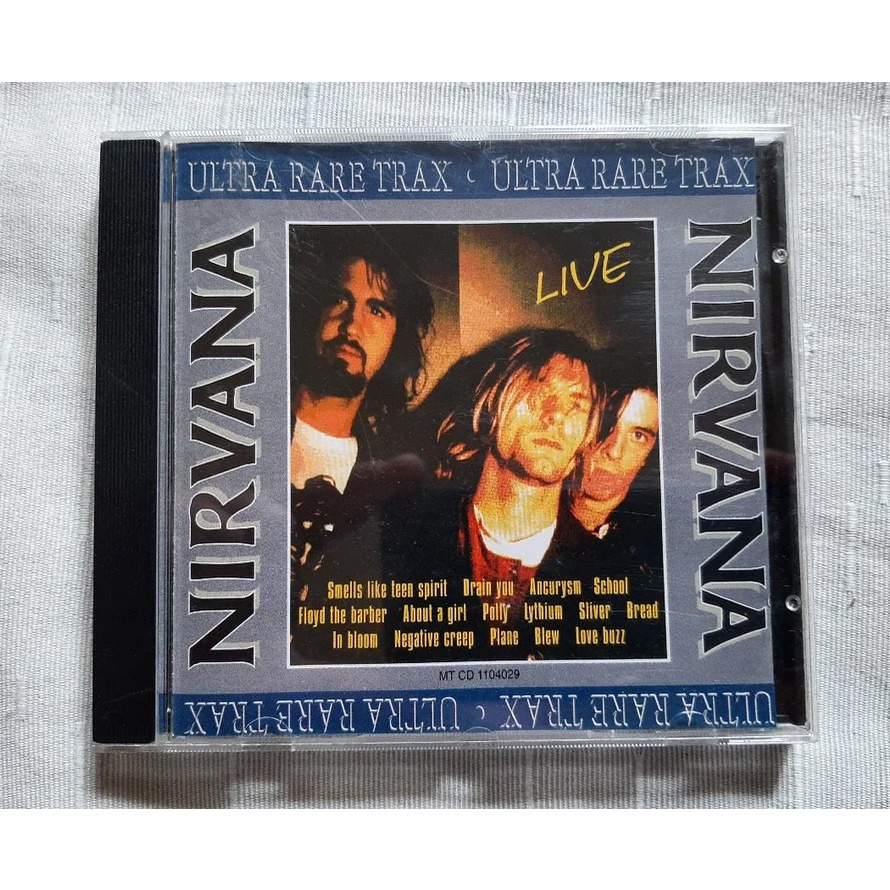 ULTRA RARE TRAX · ULTRA RARE TRAX
NIRVANA
LIVE
NIRVANA
Smells like teen spirit Drain you Ancurysm School
Floyd the barber About a girl Polly Lythium Sliver Bread
In bloom Negative creep Plane Blew Love buzz
MT CD 1104029
ULTRA RARE TRAX · ULTRA RARE TRAX